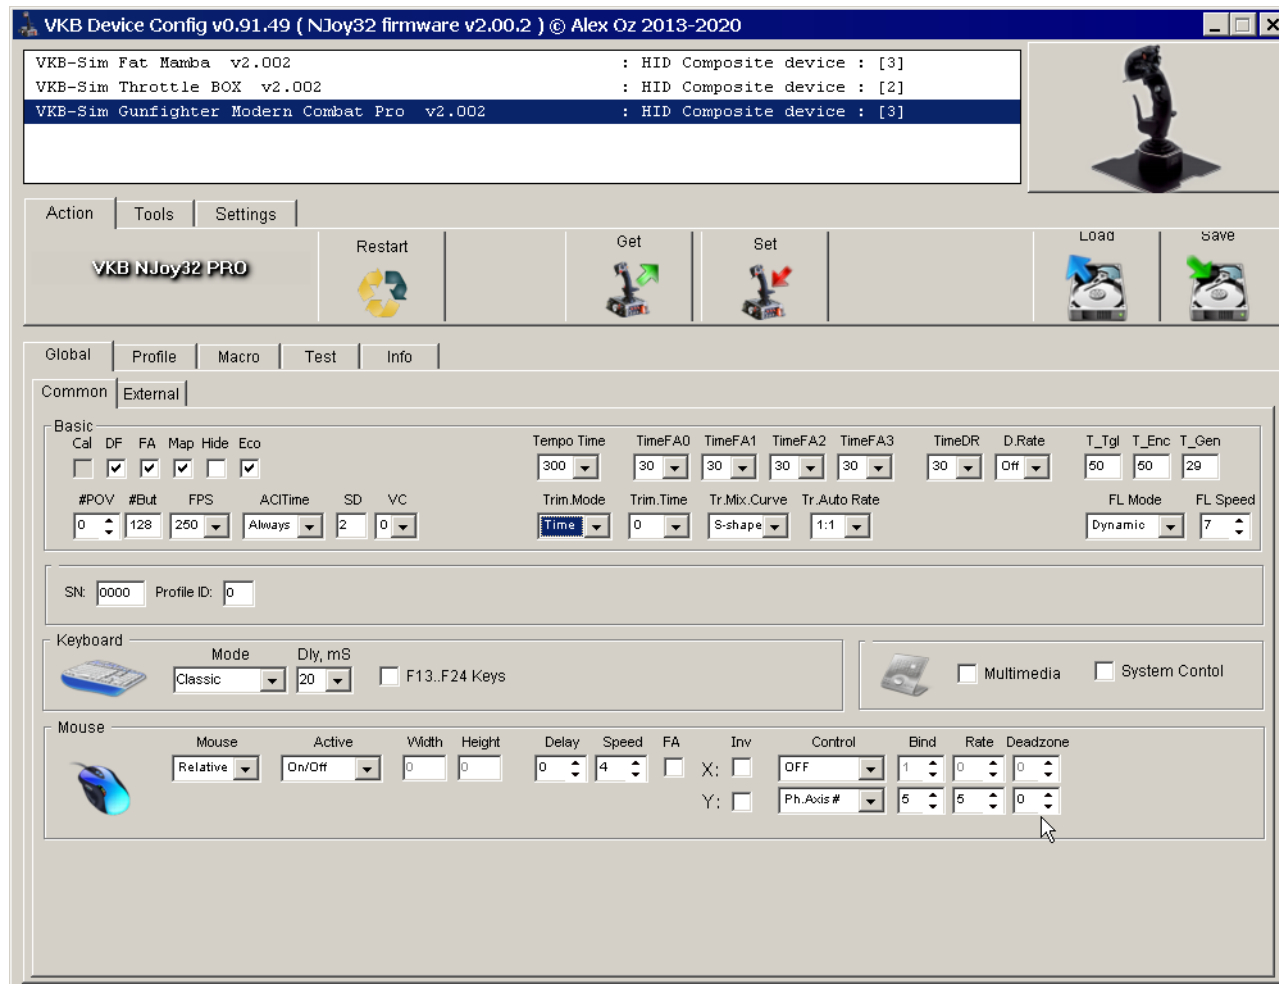 VKB Device Config v0.91.49 ( NJoy32 firmware v2.00.2 ) © Alex Oz 2013-2020
VKB-Sim Fat Mamba v2.002 : HID Composite device : [3]
VKB-Sim Throttle BOX v2.002 : HID Composite device : [2]
VKB-Sim Gunfighter Modern Combat Pro v2.002 : HID Composite device : [3]
Action Tools Settings
VKB NJoy32 PRO Restart Get Set Load Save
Global Profile Macro Test Info
Common External
Basic
Cal DF FA Map Hide Eco Tempo Time TimeFA0 TimeFA1 TimeFA2 TimeFA3 TimeDR D.Rate T_Tgl T_Enc T_Gen
300 30 30 30 30 30 Off 50 50 29
#POV #But FPS ACITime SD VC Trim.Mode Trim.Time Tr.Mix.Curve Tr.Auto Rate FL Mode FL Speed
0 128 250 Always 2 0 Time 0 S-shape 1:1 Dynamic 7
SN: 0000 Profile ID: 0
Keyboard
Mode Dly, mS
Classic 20 F13..F24 Keys Multimedia System Contol
Mouse
Mouse Active Width Height Delay Speed FA Inv Control Bind Rate Deadzone
Relative On/Off 0 0 0 4 X: OFF 1 0 0
Y: Ph.Axis # 5 5 0